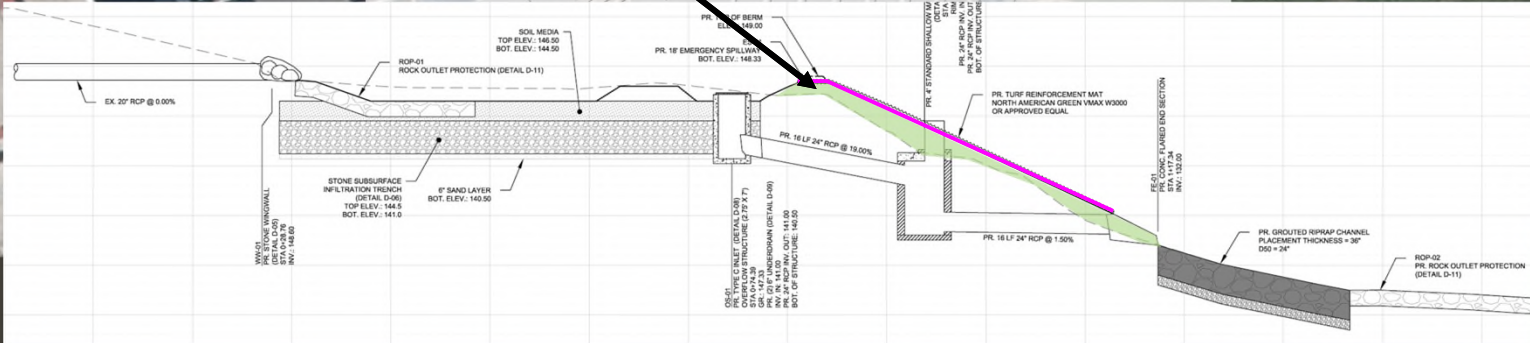 EX. 20" RCP @ 0.00%
WW-01
PR. STONE WINGWALL
(DETAIL D-05)
STA 0+28.76
INV.: 148.60
ROP-01
ROCK OUTLET PROTECTION (DETAIL D-11)
SOIL MEDIA
TOP ELEV.: 146.50
BOT. ELEV.: 144.50
STONE SUBSURFACE
INFILTRATION TRENCH
(DETAIL D-06)
TOP ELEV.: 144.5
BOT. ELEV.: 141.0
6" SAND LAYER
BOT. ELEV.: 140.50
OS-01
PR. TYPE C INLET (DETAIL D-08)
OVERFLOW STRUCTURE (2.75' X 7')
STA 0+74.39
GR: 147.33
PR. (2) 6" UNDERDRAIN (DETAIL D-09)
INV. IN: 141.00
PR. 24" RCP INV. OUT: 141.00
BOT. OF STRUCTURE: 140.50
OF BERM
149.00
PR. 18' EMERGENCY SPILLWAY
BOT. ELEV.: 148.33
PR. 16 LF 24" RCP @ 19.00%
PR. 4' STANDARD SHALLOW
STA
RIM
PR. 24" RCP INV. IN
PR. 24" RCP INV. OUT
BOT. OF STRUCTURE
PR. TURF REINFORCEMENT MAT
NORTH AMERICAN GREEN VMAX W3000
OR APPROVED EQUAL
PR. 16 LF 24" RCP @ 1.50%
FE-01
PR. CONC. FLARED END SECTION
STA 1+17.34
INV.: 132.00
PR. GROUTED RIPRAP CHANNEL
PLACEMENT THICKNESS = 36"
D50 = 24"
ROP-02
PR. ROCK OUTLET PROTECTION
(DETAIL D-11)